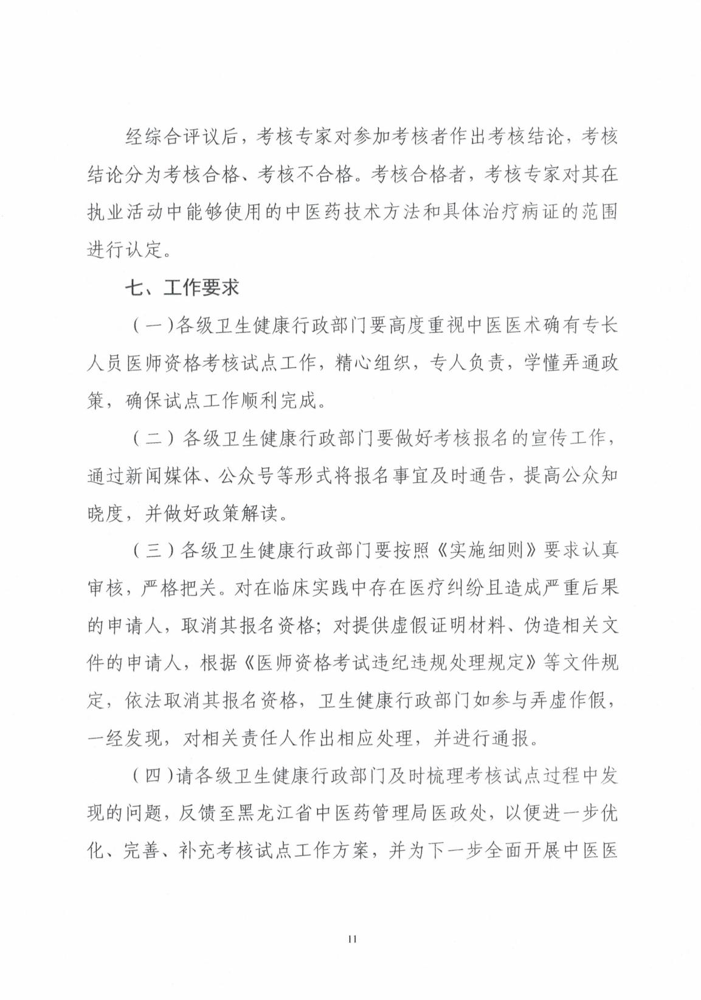 经综合评议后，考核专家对参加考核者作出考核结论，考核
结论分为考核合格、考核不合格。考核合格者，考核专家对其在
执业活动中能够使用的中医药技术方法和具体治疗病证的范围
进行认定。
七、工作要求
（一）各级卫生健康行政部门要高度重视中医医术确有专长
人员医师资格考核试点工作，精心组织，专人负责，学懂弄通政
策，确保试点工作顺利完成。
（二）各级卫生健康行政部门要做好考核报名的宣传工作，
通过新闻媒体、公众号等形式将报名事宜及时通告，提高公众知
晓度，并做好政策解读。
（三）各级卫生健康行政部门要按照《实施细则》要求认真
审核，严格把关。对在临床实践中存在医疗纠纷且造成严重后果
的申请人，取消其报名资格；对提供虚假证明材料、伪造相关文
件的申请人，根据《医师资格考试违纪违规处理规定》等文件规
定，依法取消其报名资格，卫生健康行政部门如参与弄虚作假，
一经发现，对相关责任人作出相应处理，并进行通报。
（四）请各级卫生健康行政部门及时梳理考核试点过程中发
现的问题，反馈至黑龙江省中医药管理局医政处，以便进一步优
化、完善、补充考核试点工作方案，并为下一步全面开展中医医
11